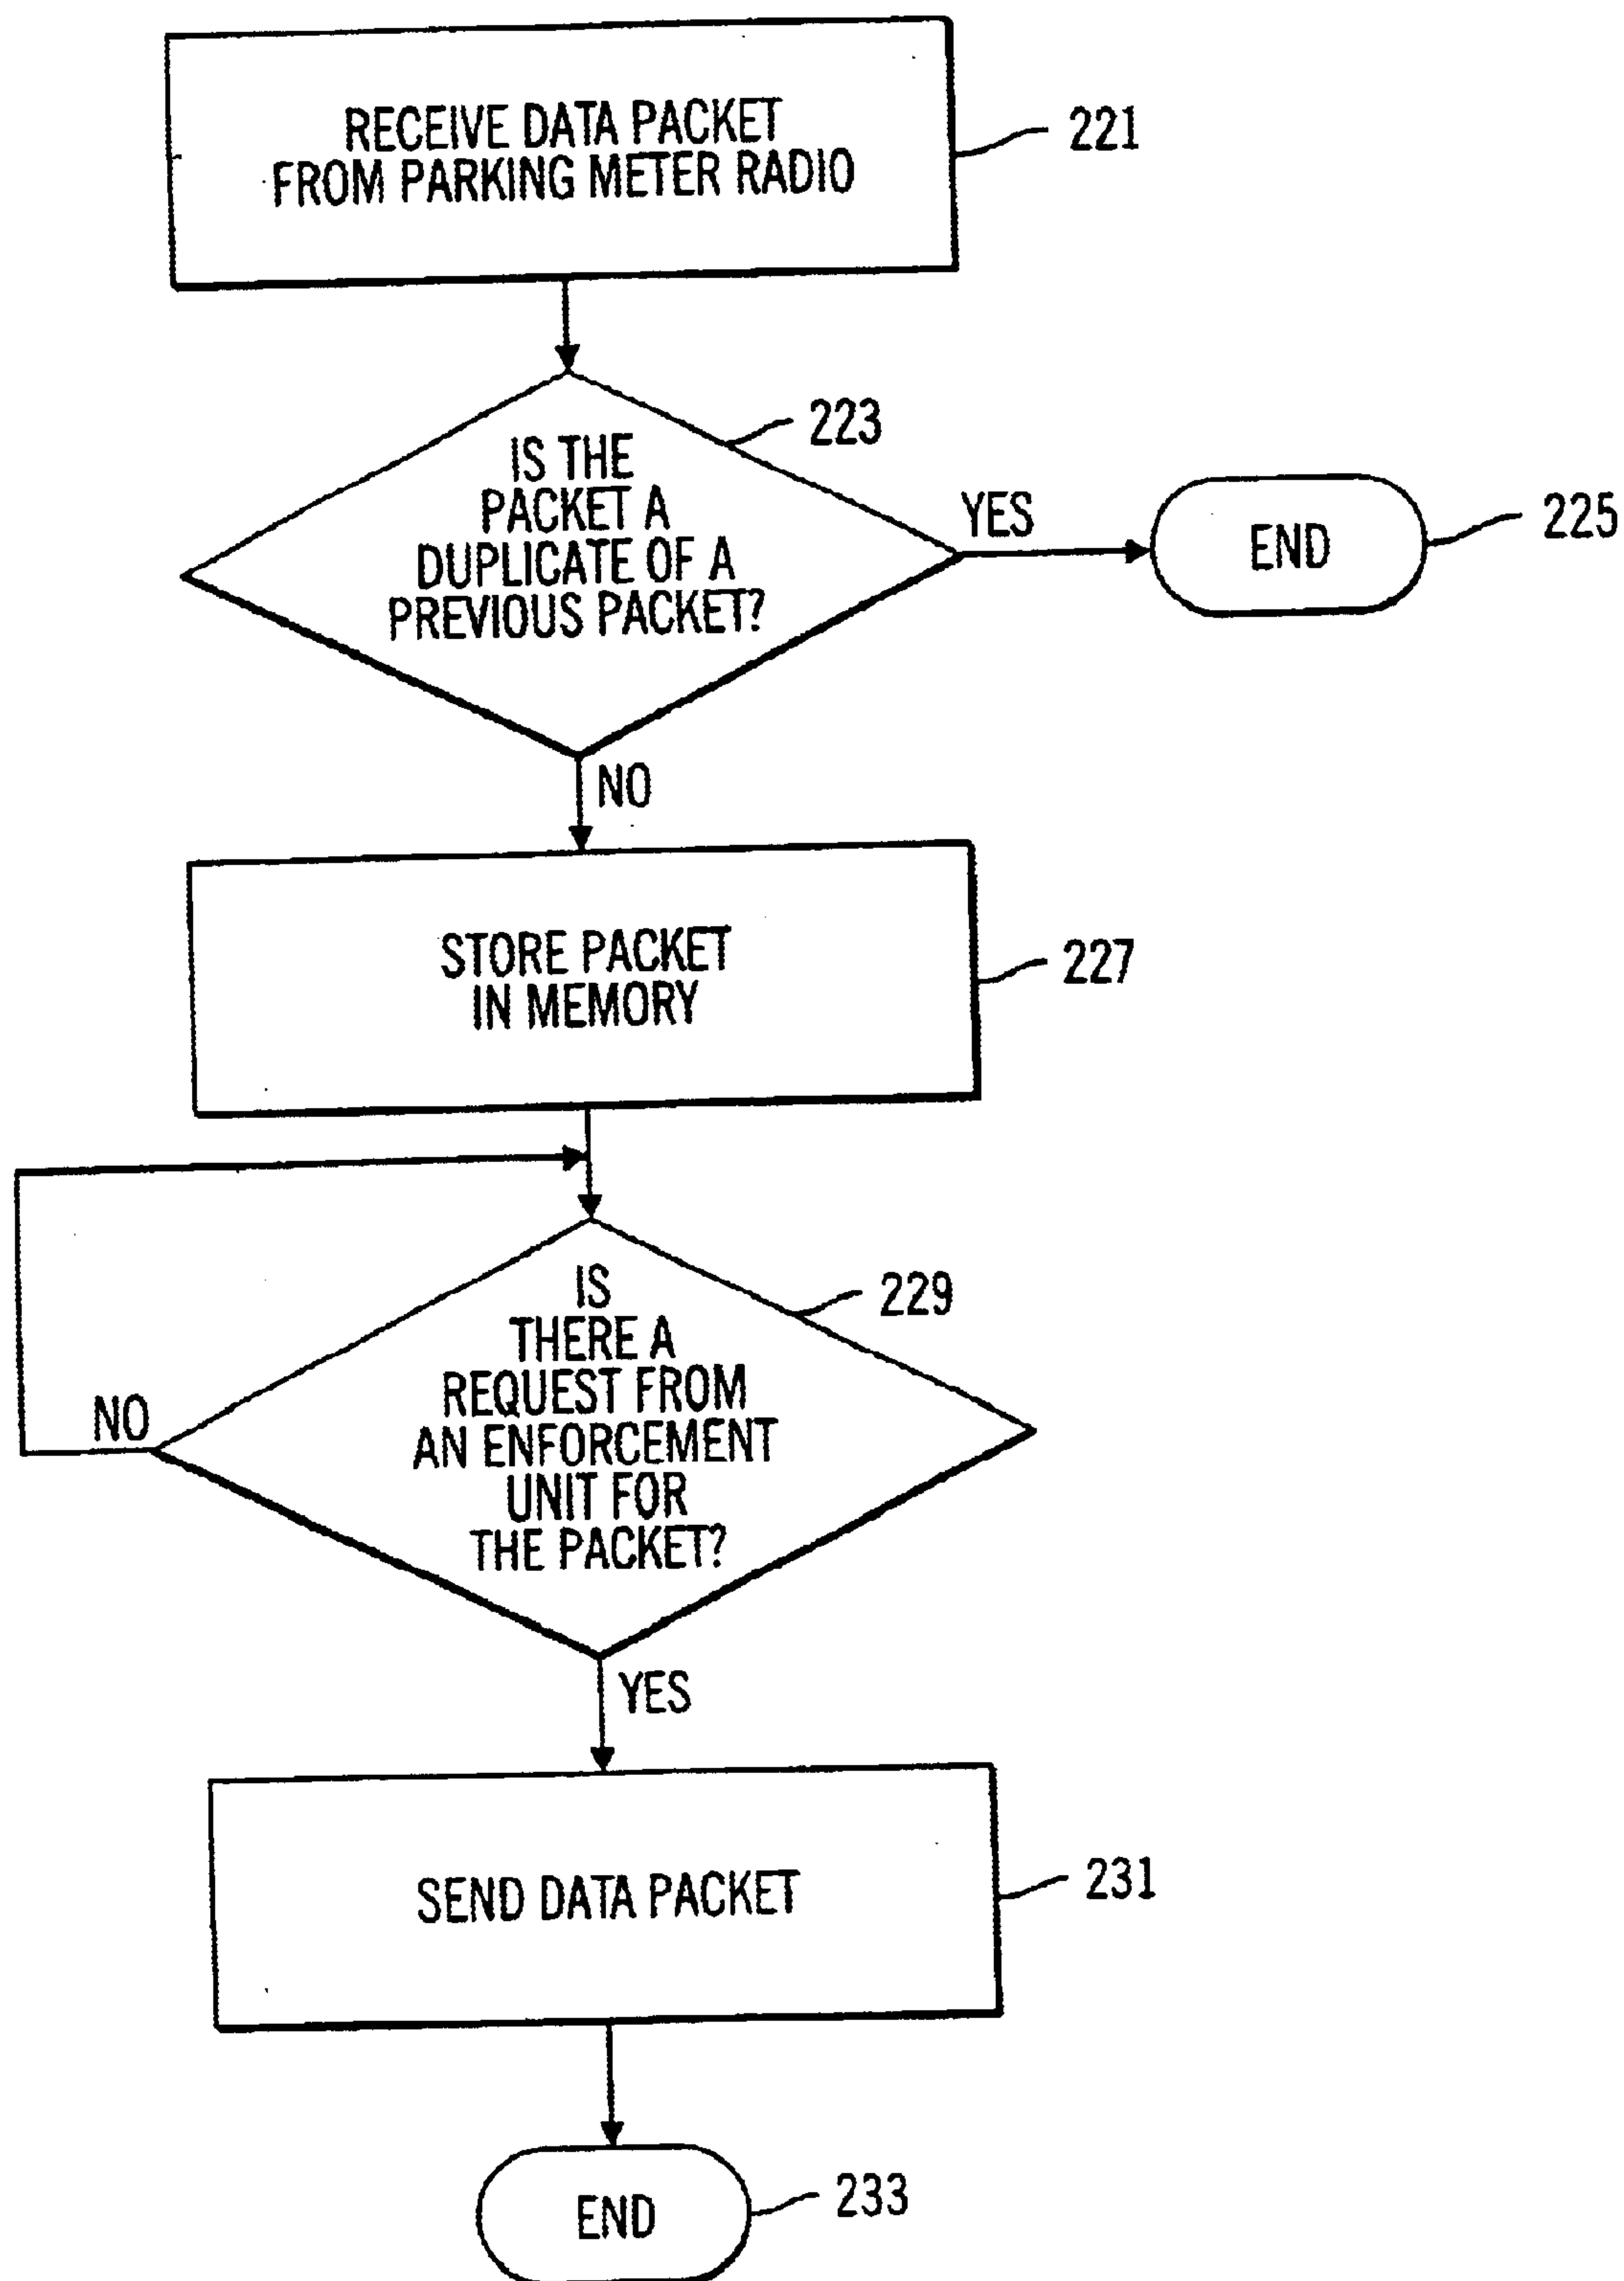 RECEIVE DATA PACKET
FROM PARKING METER RADIO
221
IS THE
PACKET A
DUPLICATE OF A
PREVIOUS PACKET?
223
YES
END
225
NO
STORE PACKET
IN MEMORY
227
IS
THERE A
REQUEST FROM
AN ENFORCEMENT
UNIT FOR
THE PACKET?
229
NO
YES
SEND DATA PACKET
231
END
233